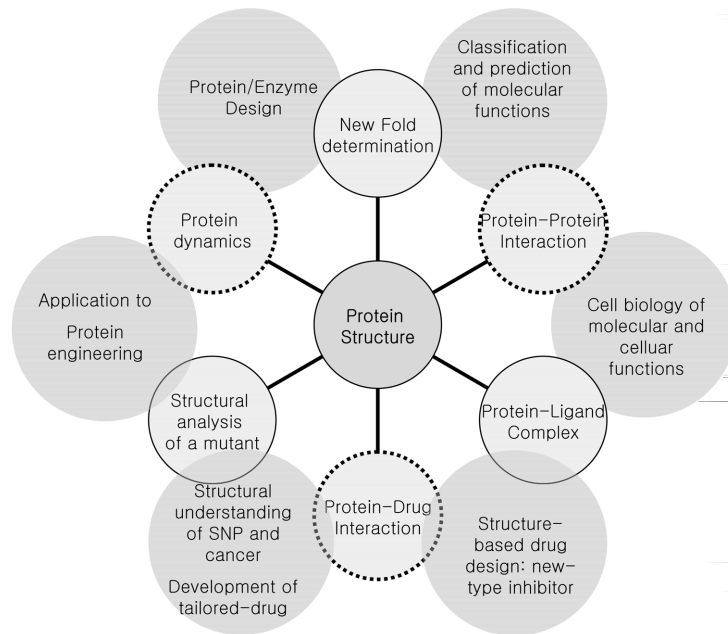 Protein/Enzyme
Design
Classification
and prediction
of molecular
functions
New Fold
determination
Protein
dynamics
Protein-Protein
Interaction
Application to
Protein
engineering
Protein
Structure
Cell biology of
molecular and
celluar
functions
Structural
analysis
of a mutant
Protein-Ligand
Complex
Structural
understanding
of SNP and
cancer
Development of
tailored-drug
Protein-Drug
Interaction
Structure-
based drug
design: new-
type inhibitor